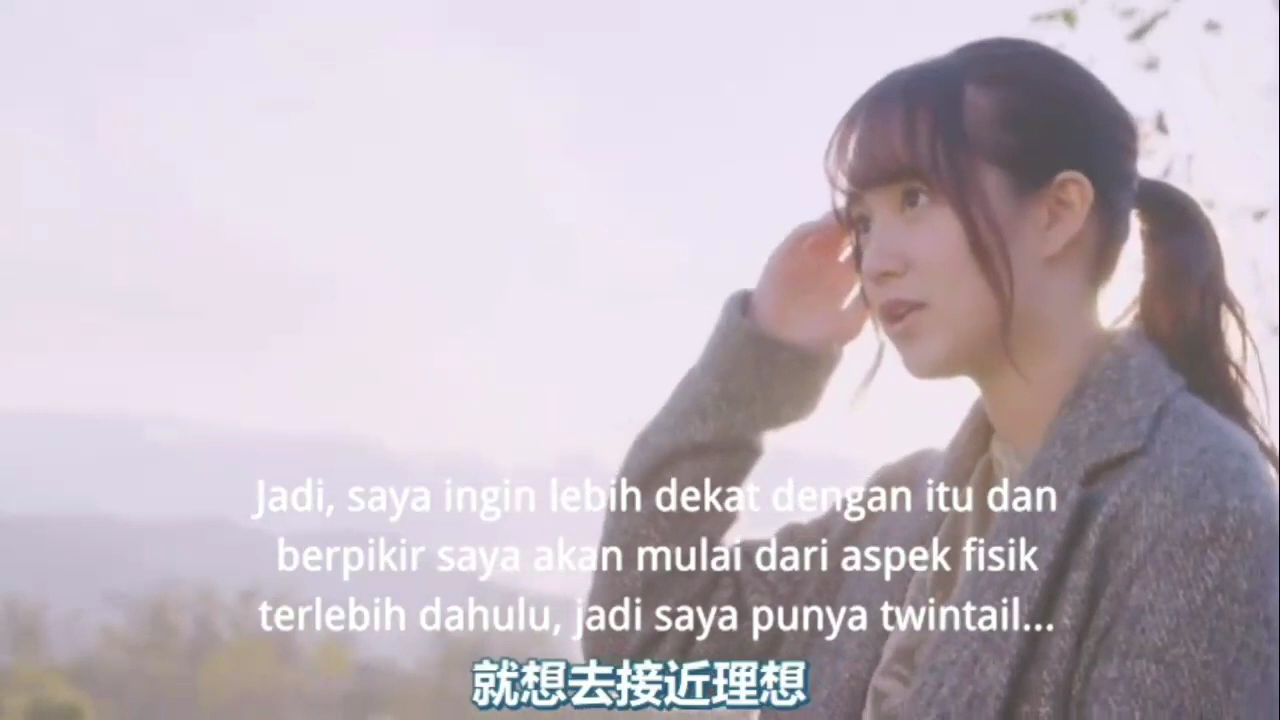 Jadi, saya ingin lebih dekat dengan itu dan
berpikir saya akan mulai dari aspek fisik
terlebih dahulu, jadi saya punya twintail...
就想去接近理想